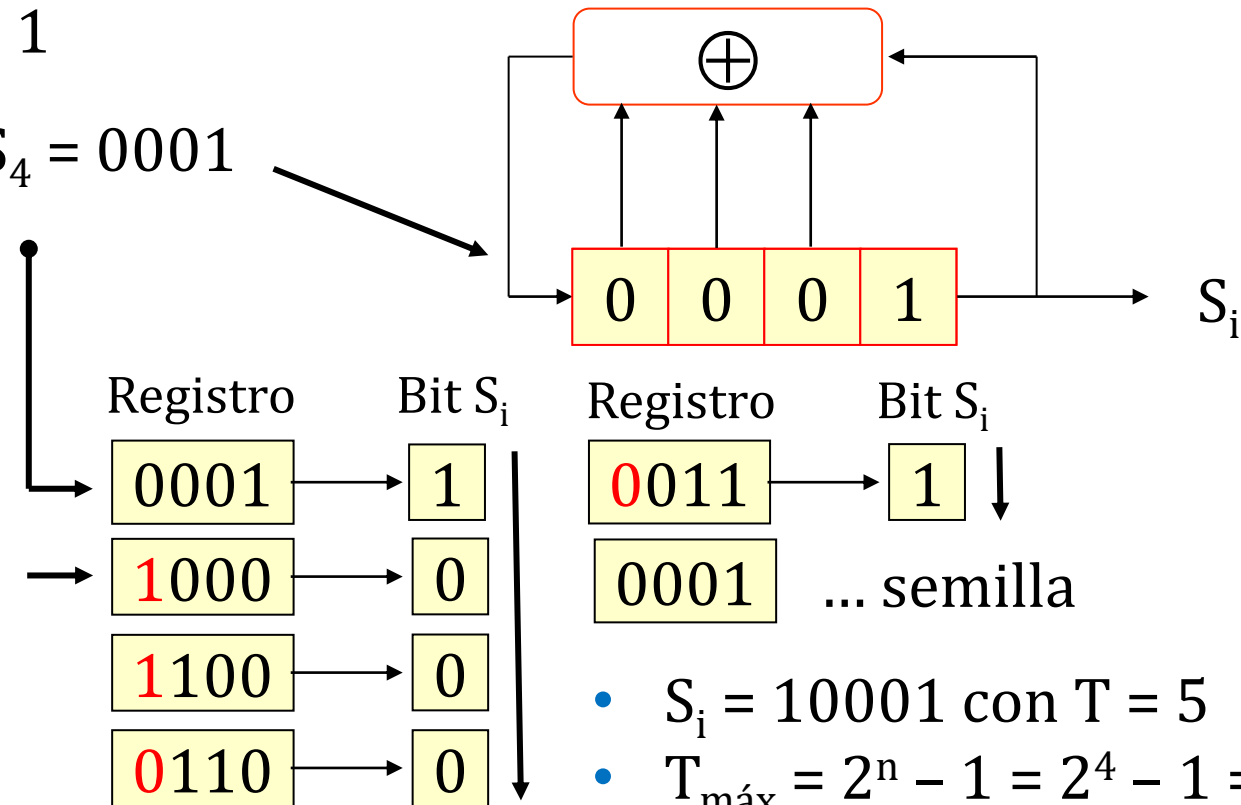 1
S₄ = 0001
⊕
0 0 0 1
Sᵢ
Registro Bit Sᵢ
0001 1
1000 0
1100 0
0110 0
Registro Bit Sᵢ
0011 1
0001 ... semilla
• Sᵢ = 10001 con T = 5
• Tₘáₓ = 2ⁿ – 1 = 2⁴ – 1 =